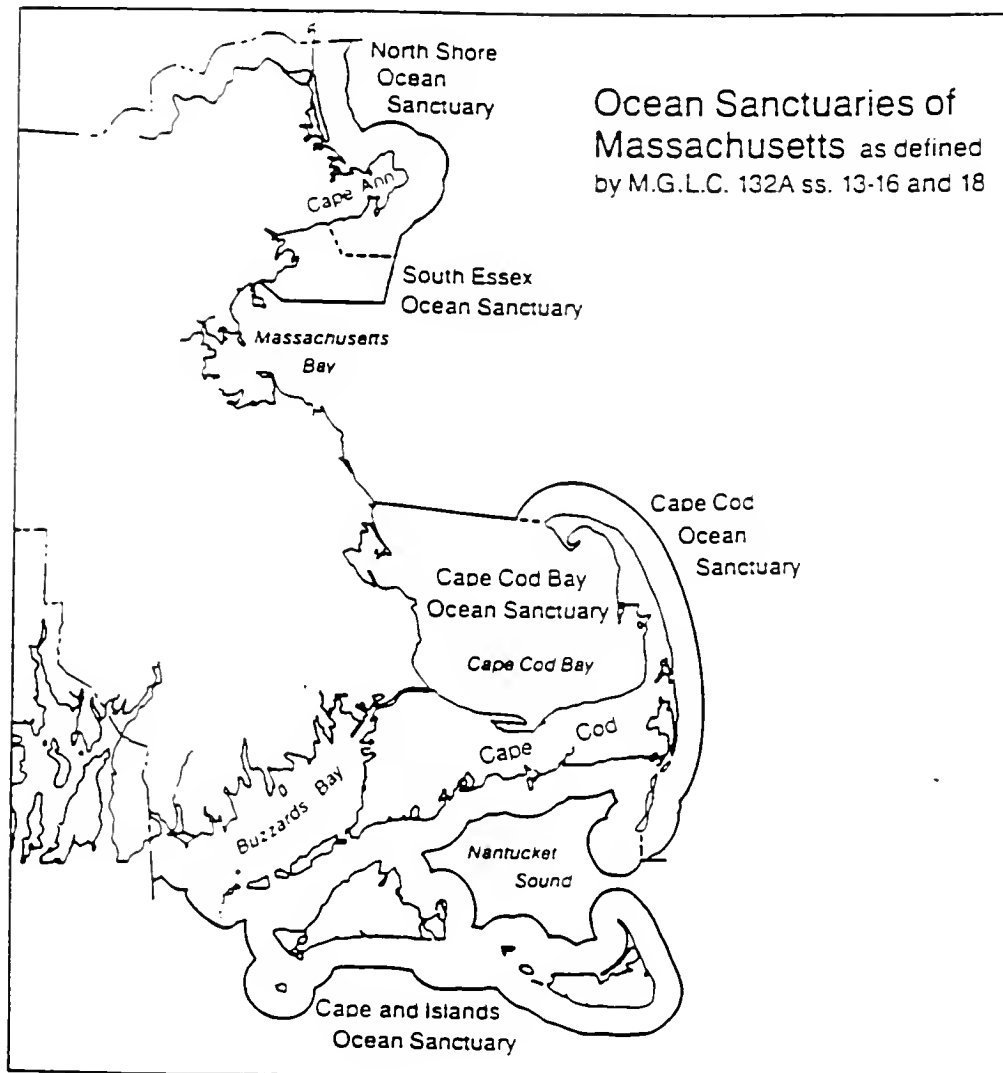 North Shore
Ocean
Sanctuary
Ocean Sanctuaries of
Massachusetts as defined
by M.G.L.C. 132A ss. 13-16 and 18
Cape Ann
South Essex
Ocean Sanctuary
Massachusetts
Bay
Cape Cod
Ocean
Sanctuary
Cape Cod Bay
Ocean Sanctuary
Cape Cod Bay
Cape Cod
Buzzards Bay
Nantucket
Sound
Cape and Islands
Ocean Sanctuary